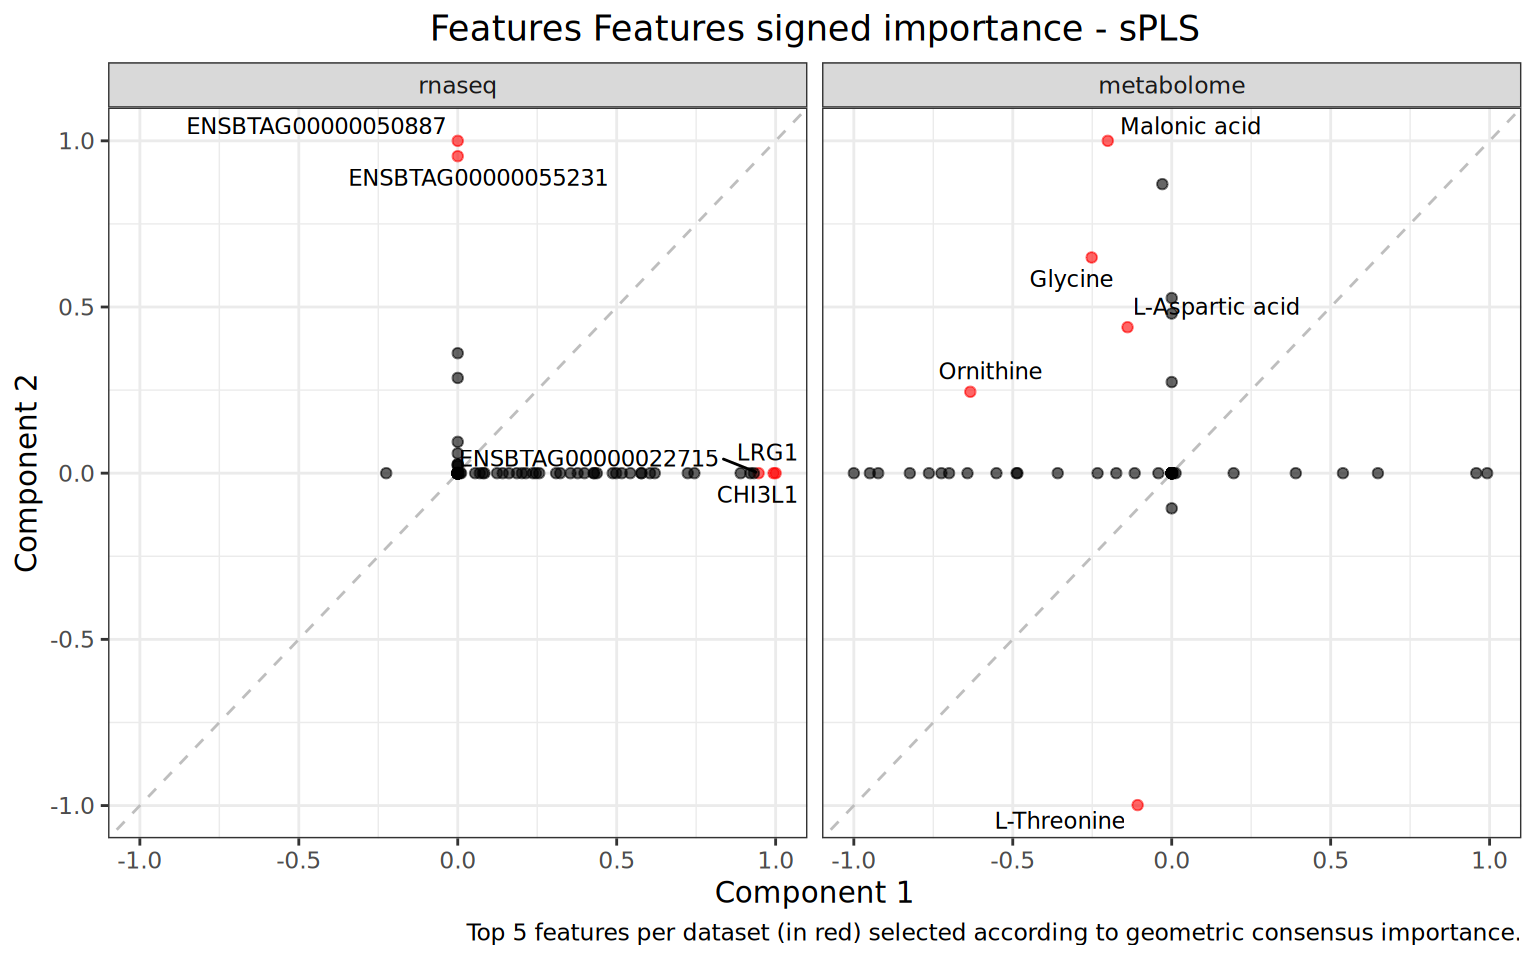 Features Features signed importance - sPLS
rnaseq
metabolome
ENSBTAG00000050887
ENSBTAG00000055231
ENSBTAG00000022715
LRG1
CHI3L1
Malonic acid
Glycine
L-Aspartic acid
Ornithine
L-Threonine
1.0
0.5
0.0
-0.5
-1.0
Component 2
-1.0 -0.5 0.0 0.5 1.0
-1.0 -0.5 0.0 0.5 1.0
Component 1
Top 5 features per dataset (in red) selected according to geometric consensus importance.